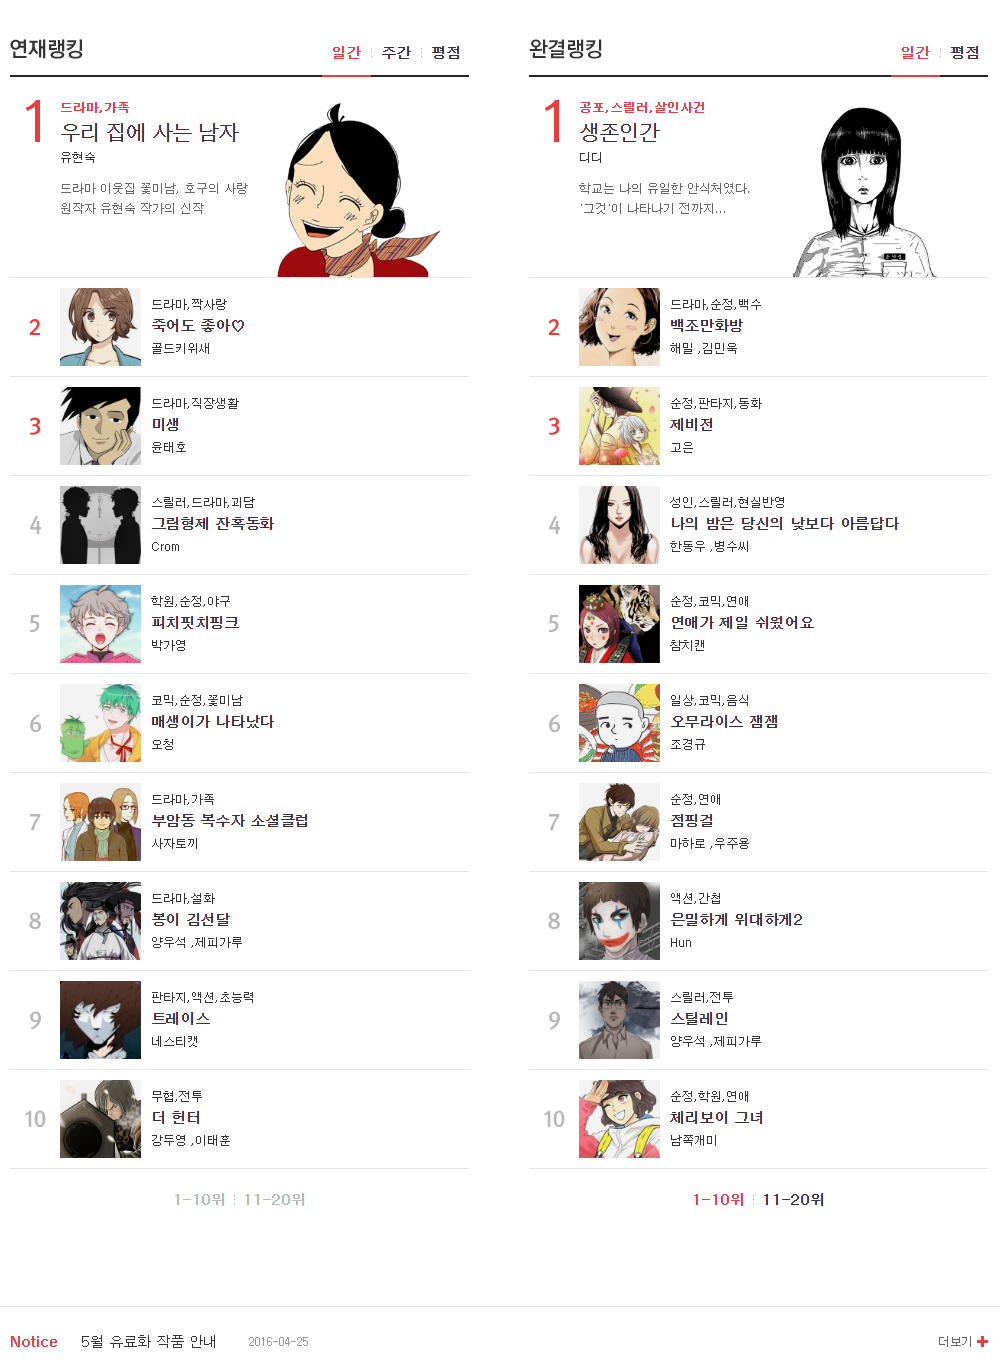 연재랭킹
일간 주간 평점
1
드라마,가족
우리 집에 사는 남자
유현숙
드라마 이웃집 꽃미남, 호구의 사랑
원작자 유현숙 작가의 신작
2
드라마,짝사랑
죽어도 좋아♡
골드키위새
3
드라마,직장생활
미생
윤태호
4
스릴러,드라마,괴담
그림형제 잔혹동화
Crom
5
학원,순정,야구
피치핏치핑크
박가영
6
코믹,순정,꽃미남
매생이가 나타났다
오청
7
드라마,가족
부암동 복수자 소셜클럽
사자토끼
8
드라마,설화
봉이 김선달
양우석 ,제피가루
9
판타지,액션,초능력
트레이스
네스티캣
10
무협,전투
더 헌터
강두영 ,이태훈
1-10위 11-20위
완결랭킹
일간 평점
1
공포,스릴러,살인사건
생존인간
디디
학교는 나의 유일한 안식처였다.
'그것'이 나타나기 전까지...
2
드라마,순정,백수
백조만화방
해밀 ,김민욱
3
순정,판타지,동화
제비전
고은
4
성인,스릴러,현실반영
나의 밤은 당신의 낮보다 아름답다
한동우 ,병수씨
5
순정,코믹,연애
연애가 제일 쉬웠어요
참치캔
6
일상,코믹,음식
오무라이스 잼잼
조경규
7
순정,연애
점핑걸
마하로 ,우주용
8
액션,간첩
은밀하게 위대하게2
Hun
9
스릴러,전투
스틸레인
양우석 ,제피가루
10
순정,학원,연애
체리보이 그녀
남쪽개미
1-10위 11-20위
Notice 5월 유료화 작품 안내 2016-04-25 더보기